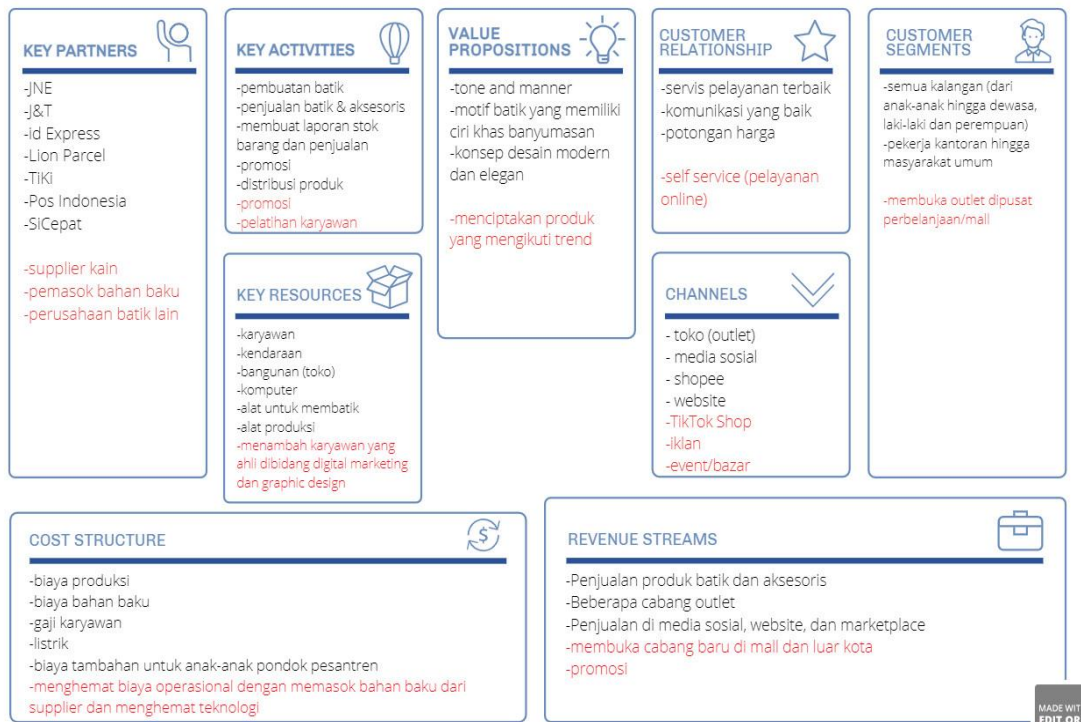 KEY PARTNERS
-JNE
-J&T
-id Express
-Lion Parcel
-TIKi
-Pos Indonesia
-SiCepat
-supplier kain
-pemasok bahan baku
-perusahaan batik lain
KEY ACTIVITIES
-pembuatan batik
-penjualan batik & aksesoris
-membuat laporan stok
barang dan penjualan
-promosi
-distribusi produk
-promosi
-pelatihan karyawan
KEY RESOURCES
-karyawan
-kendaraan
-bangunan (toko)
-komputer
-alat untuk membatik
-alat produksi
-menambah karyawan yang
ahli dibidang digital marketing
dan graphic design
VALUE
PROPOSITIONS
-tone and manner
-motif batik yang memiliki
ciri khas banyumasan
-konsep desain modern
dan elegan
-menciptakan produk
yang mengikuti trend
CUSTOMER
RELATIONSHIP
-servis pelayanan terbaik
-komunikasi yang baik
-potongan harga
-self service (pelayanan
online)
CHANNELS
- toko (outlet)
- media sosial
- shopee
- website
-TikTok Shop
-iklan
-event/bazar
CUSTOMER
SEGMENTS
-semua kalangan (dari
anak-anak hingga dewasa,
laki-laki dan perempuan)
-pekerja kantoran hingga
masyarakat umum
-membuka outlet dipusat
perbelanjaan/mall
COST STRUCTURE
$
-biaya produksi
-biaya bahan baku
-gaji karyawan
-listrik
-biaya tambahan untuk anak-anak pondok pesantren
-menghemat biaya operasional dengan memasok bahan baku dari
supplier dan menghemat teknologi
REVENUE STREAMS
-Penjualan produk batik dan aksesoris
-Beberapa cabang outlet
-Penjualan di media sosial, website, dan marketplace
-membuka cabang baru di mall dan luar kota
-promosi
MADE WIT
EDIT OR